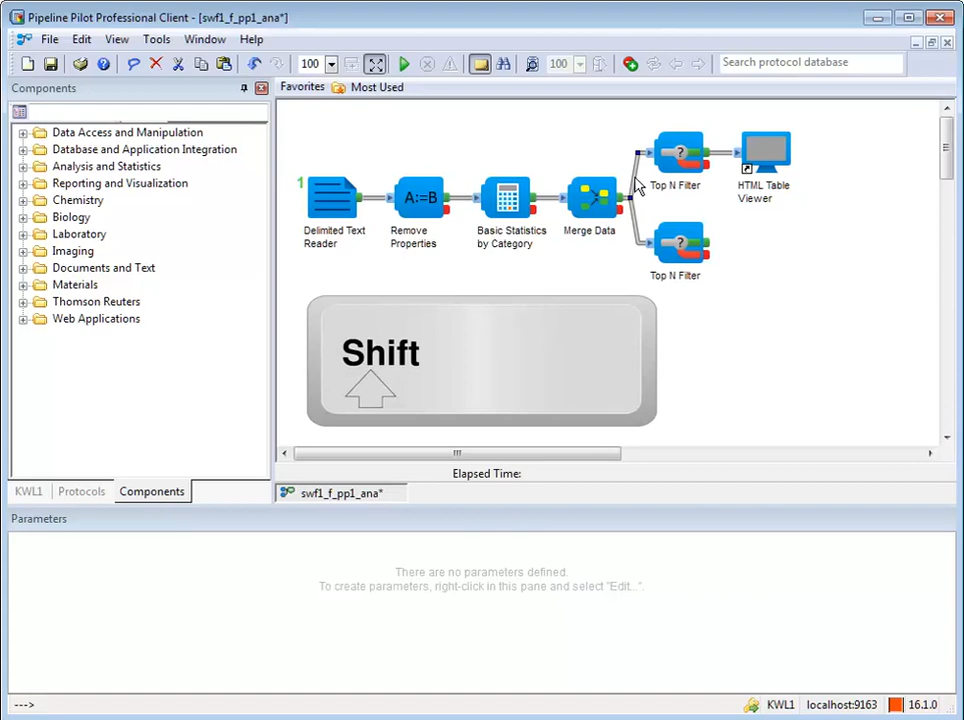 Pipeline Pilot Professional Client - [swf1_f_pp1_ana*]
File Edit View Tools Window Help
100 100 Search protocol database
Components
Favorites Most Used
Data Access and Manipulation
Database and Application Integration
Analysis and Statistics
Reporting and Visualization
Chemistry
Biology
Laboratory
Imaging
Documents and Text
Materials
Thomson Reuters
Web Applications
? Top N Filter
HTML Table
Viewer
1
Delimited Text
Reader
A:=B
Remove
Properties
Basic Statistics
by Category
Merge Data
?
Top N Filter
Shift
Elapsed Time:
KWL1 Protocols Components
swf1_f_pp1_ana*
Parameters
There are no parameters defined.
To create parameters, right-click in this pane and select "Edit...".
---> KWL1 localhost:9163 16.1.0